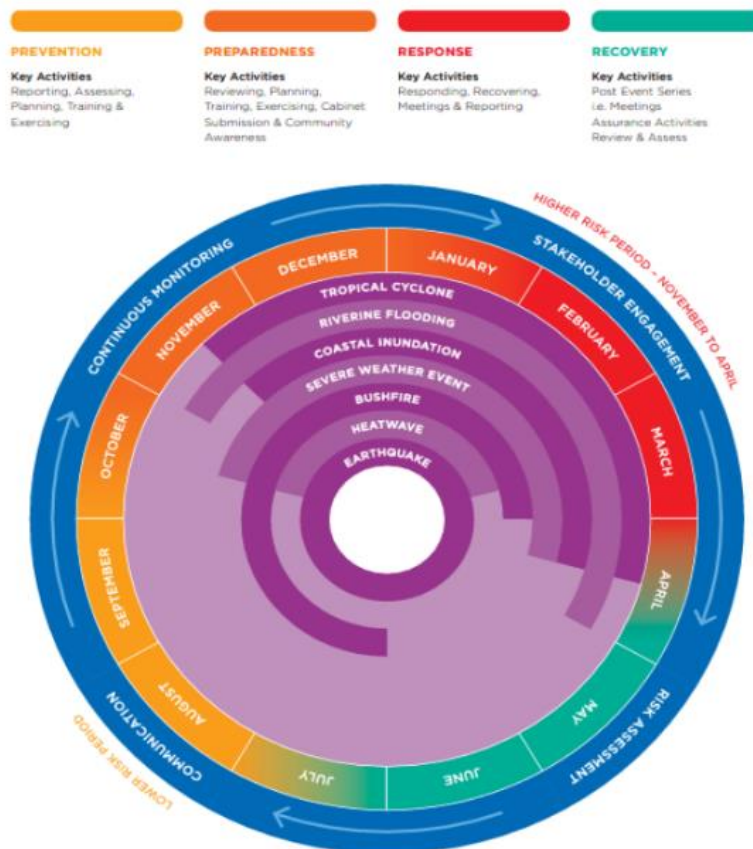 PREVENTION
Key Activities
Reporting, Assessing,
Planning, Training &
Exercising
PREPAREDNESS
Key Activities
Reviewing, Planning,
Training, Exercising, Cabinet
Submission & Community
Awareness
RESPONSE
Key Activities
Responding, Recovering,
Meetings & Reporting
RECOVERY
Key Activities
Post Event Series
i.e. Meetings
Assurance Activities
Review & Assess
HIGHER RISK PERIOD – NOVEMBER TO APRIL
CONTINUOUS MONITORING
STAKEHOLDER ENGAGEMENT
RISK ASSESSMENT
COMMUNICATION
LOWER RISK PERIOD
JANUARY
FEBRUARY
MARCH
APRIL
MAY
JUNE
JULY
AUGUST
SEPTEMBER
OCTOBER
NOVEMBER
DECEMBER
TROPICAL CYCLONE
RIVERINE FLOODING
COASTAL INUNDATION
SEVERE WEATHER EVENT
BUSHFIRE
HEATWAVE
EARTHQUAKE